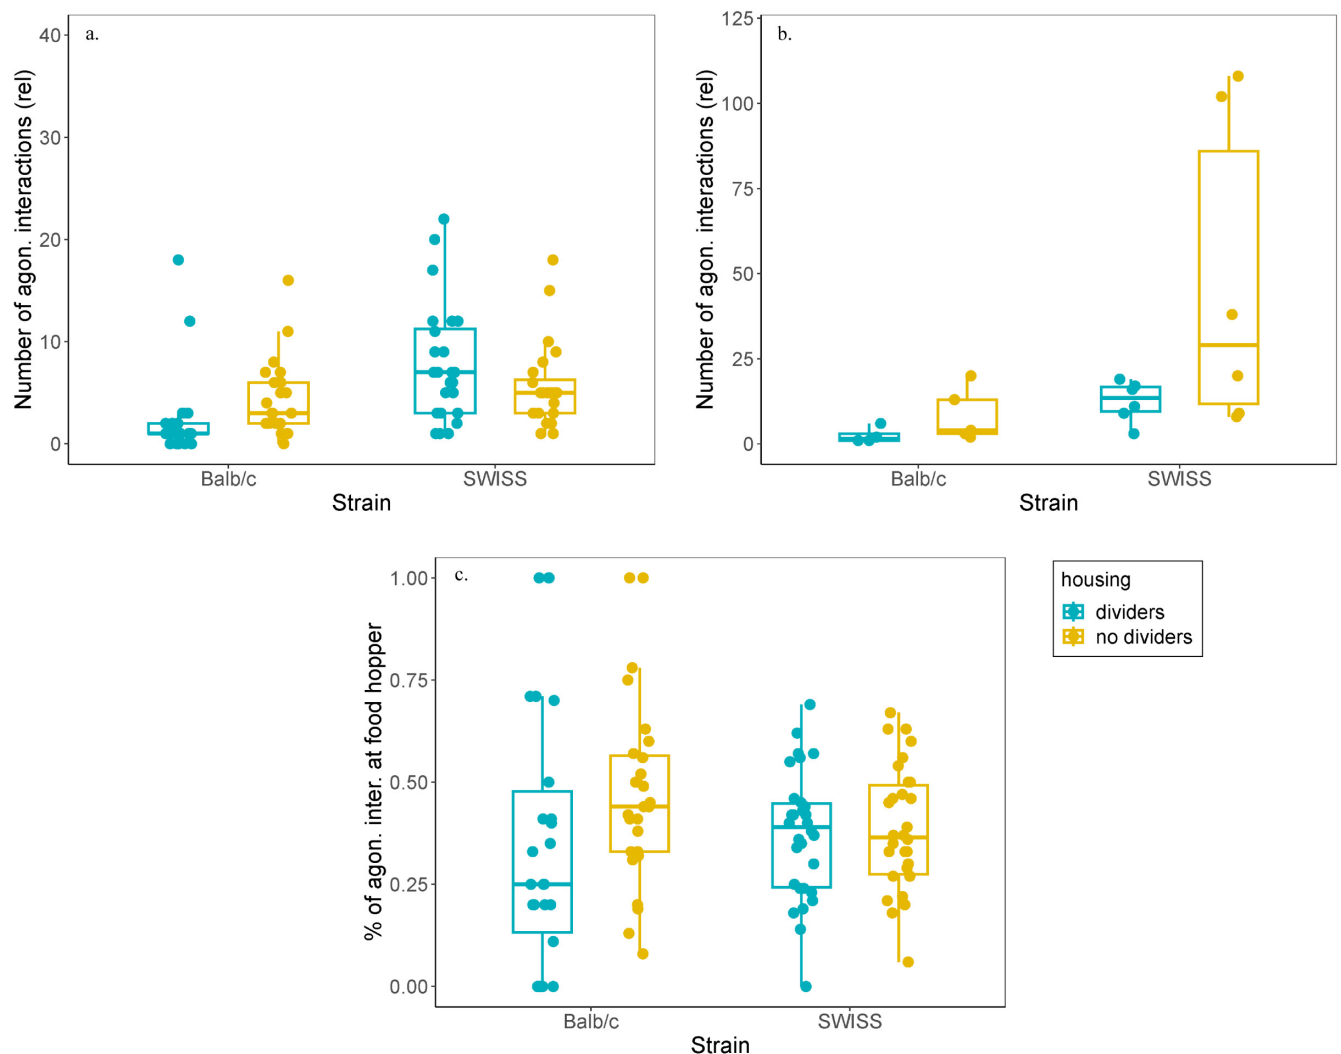 a.
Number of agon. interactions (rel)
40
30
20
10
0
Balb/c SWISS
Strain
b.
Number of agon. interactions (rel)
125
100
75
50
25
0
Balb/c SWISS
Strain
c.
% of agon. inter. at food hopper
1.00
0.75
0.50
0.25
0.00
Balb/c SWISS
Strain
housing
dividers
no dividers